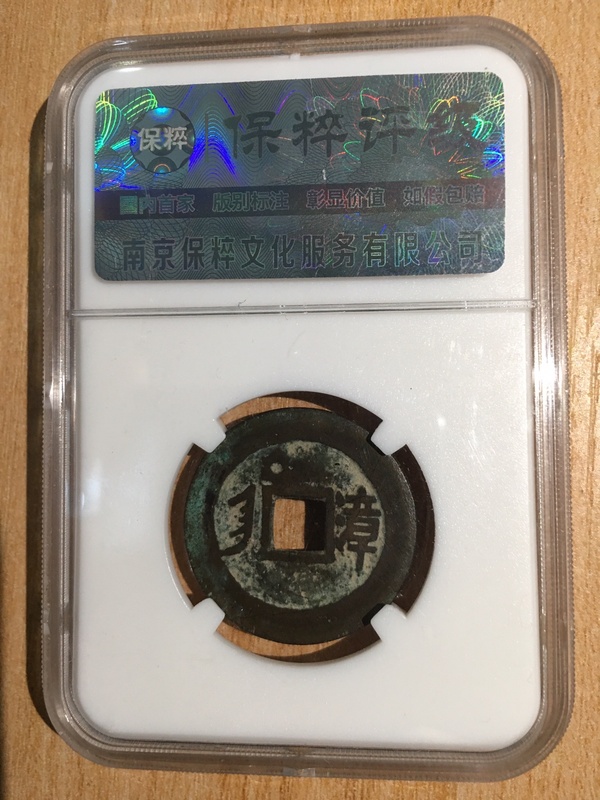 保粹 保粹评级
国内首家 版别标注 彰显价值 如假包赔
南京保粹文化服务有限公司
漳